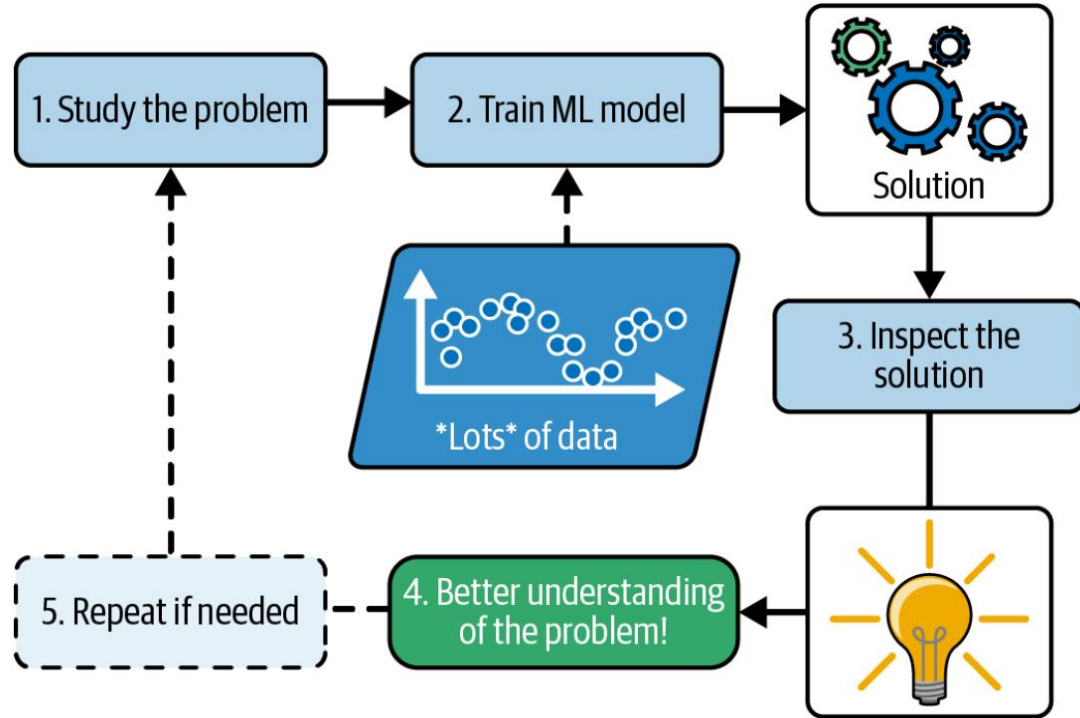 1. Study the problem
2. Train ML model
Solution
*Lots* of data
3. Inspect the
solution
4. Better understanding
of the problem!
5. Repeat if needed